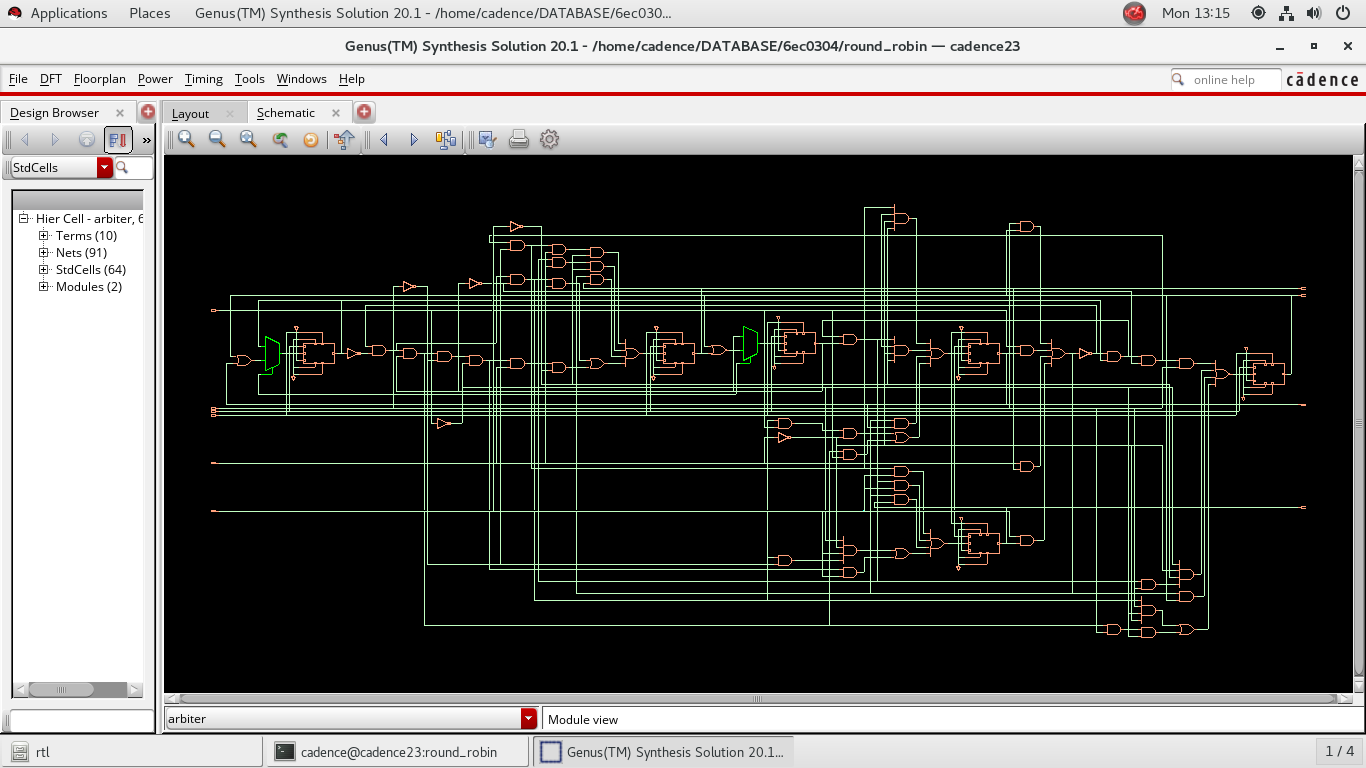 Applications Places Genus(TM) Synthesis Solution 20.1 - /home/cadence/DATABASE/6ec030... Mon 13:15
Genus(TM) Synthesis Solution 20.1 - /home/cadence/DATABASE/6ec0304/round_robin — cadence23
File DFT Floorplan Power Timing Tools Windows Help online help cādence
Design Browser Layout Schematic
»
StdCells
Hier Cell - arbiter, 6
Terms (10)
Nets (91)
StdCells (64)
Modules (2)
arbiter Module view
rtl cadence@cadence23:round_robin Genus(TM) Synthesis Solution 20.1... 1 / 4